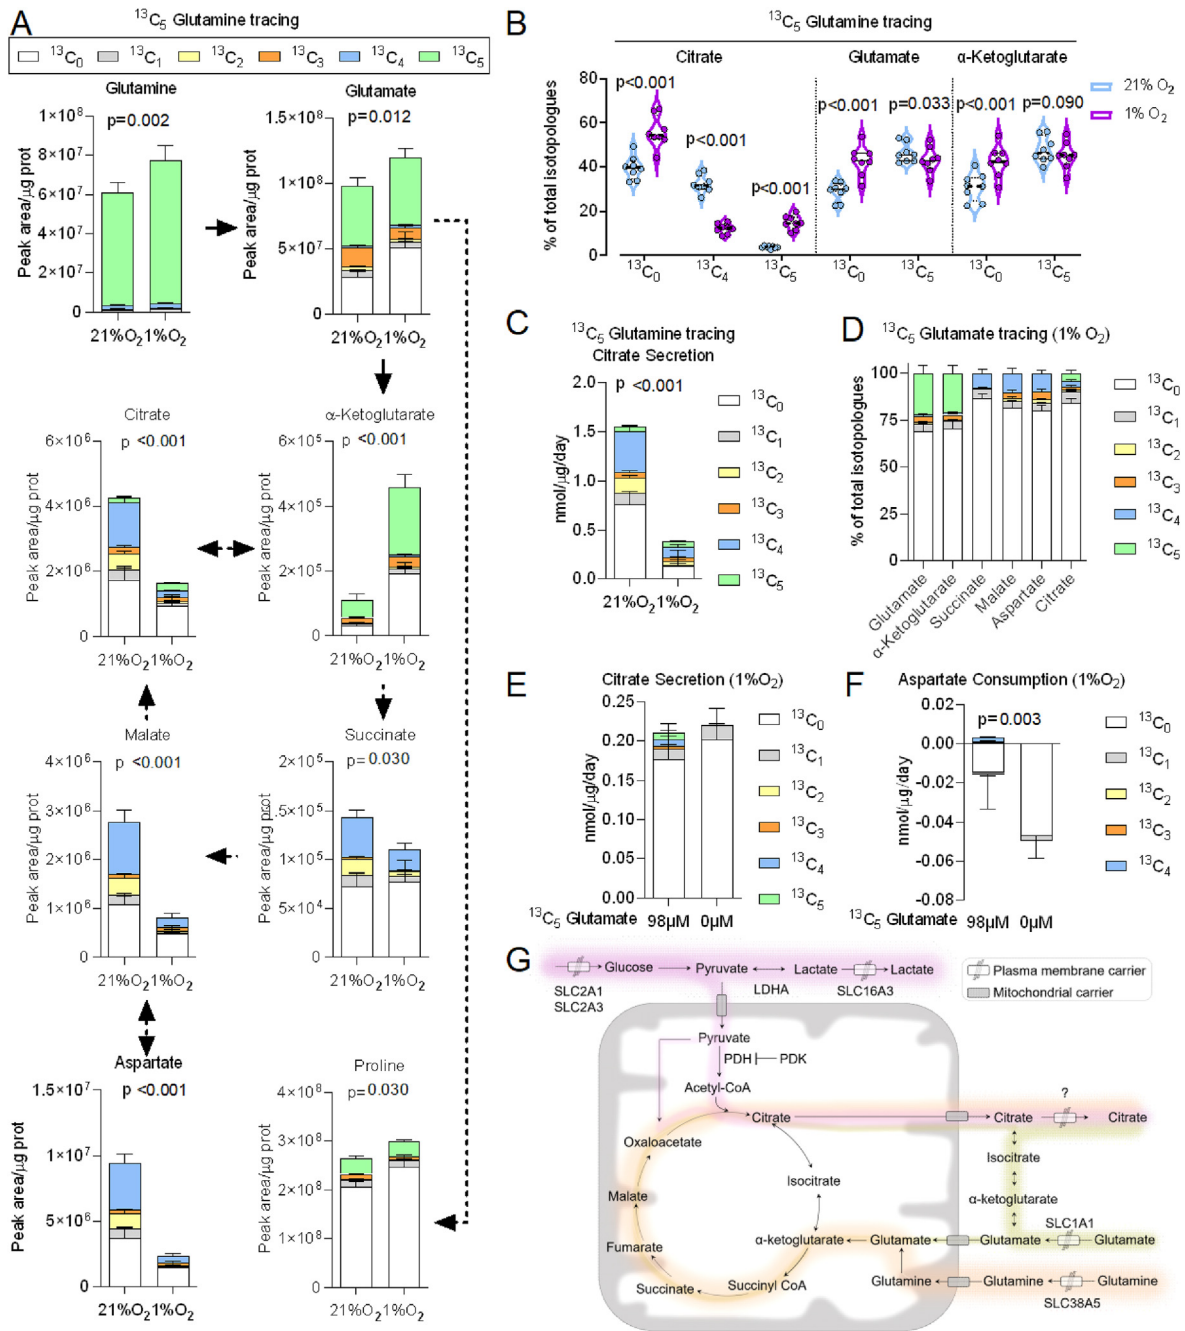 A
¹³C₅ Glutamine tracing
¹³C₀ ¹³C₁ ¹³C₂ ¹³C₃ ¹³C₄ ¹³C₅
Glutamine
p=0.002
Peak area/µg prot
1×10⁸
8×10⁷
6×10⁷
4×10⁷
2×10⁷
0
21%O₂ 1%O₂
Glutamate
p=0.012
Peak area/µg prot
1.5×10⁸
1×10⁸
5×10⁷
0
21%O₂ 1%O₂
Citrate
p <0.001
Peak area/µg prot
6×10⁶
4×10⁶
2×10⁶
0
21%O₂ 1%O₂
α-Ketoglutarate
p <0.001
Peak area/µg prot
6×10⁵
4×10⁵
2×10⁵
0
21%O₂ 1%O₂
Malate
p <0.001
Peak area/µg prot
4×10⁶
3×10⁶
2×10⁶
1×10⁶
0
21%O₂ 1%O₂
Succinate
p= 0.030
Peak area/µg prot
2×10⁵
1×10⁵
1×10⁵
5×10⁴
0
21%O₂ 1%O₂
Aspartate
p <0.001
Peak area/µg prot
1.5×10⁷
1×10⁷
5×10⁶
0
21%O₂ 1%O₂
Proline
p=0.030
Peak area/µg prot
4×10⁸
3×10⁸
2×10⁸
1×10⁸
0
21%O₂ 1%O₂
B
¹³C₅ Glutamine tracing
Citrate Glutamate α-Ketoglutarate
% of total isotopologues
80
60
40
20
0
p<0.001
p<0.001
p<0.001
p<0.001
p=0.033
p<0.001
p=0.090
21% O₂
1% O₂
¹³C₀ ¹³C₄ ¹³C₅ ¹³C₀ ¹³C₅ ¹³C₀ ¹³C₅
C
¹³C₅ Glutamine tracing
Citrate Secretion
p <0.001
nmol/µg/day
2.0
1.5
1.0
0.5
0.0
21%O₂ 1%O₂
¹³C₀
¹³C₁
¹³C₂
¹³C₃
¹³C₄
¹³C₅
D
¹³C₅ Glutamate tracing (1% O₂)
% of total isotopologues
100
75
50
25
0
Glutamate
α-Ketoglutarate
Succinate
Malate
Aspartate
Citrate
¹³C₀
¹³C₁
¹³C₂
¹³C₃
¹³C₄
¹³C₅
E
Citrate Secretion (1%O₂)
nmol/µg/day
0.25
0.20
0.15
0.10
0.05
0.00
¹³C₅ Glutamate 98µM 0µM
¹³C₀
¹³C₁
¹³C₂
¹³C₃
¹³C₄
¹³C₅
F
Aspartate Consumption (1%O₂)
p=0.003
nmol/µg/day
0.02
0.00
-0.02
-0.04
-0.06
-0.08
¹³C₅ Glutamate 98µM 0µM
¹³C₀
¹³C₁
¹³C₂
¹³C₃
¹³C₄
G
Glucose Pyruvate Lactate Lactate
SLC2A1
SLC2A3
LDHA
SLC16A3
Plasma membrane carrier
Mitochondrial carrier
Pyruvate
PDH PDK
Acetyl-CoA
?
Citrate Citrate Citrate
Oxaloacetate
Isocitrate
Isocitrate
Malate
α-ketoglutarate
SLC1A1
Fumarate
α-ketoglutarate Glutamate Glutamate Glutamate
Succinate
Succinyl CoA
Glutamine Glutamine Glutamine
SLC38A5